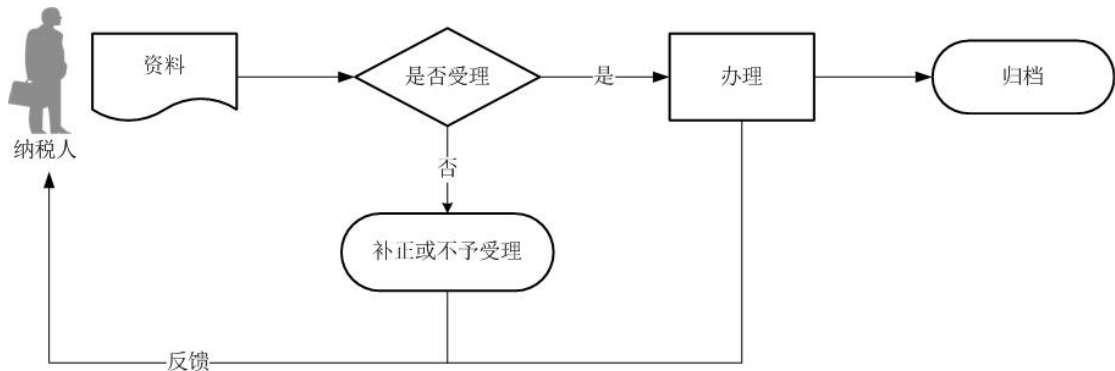 资料
是否受理
是
办理
归档
纳税人
否
补正或不予受理
反馈